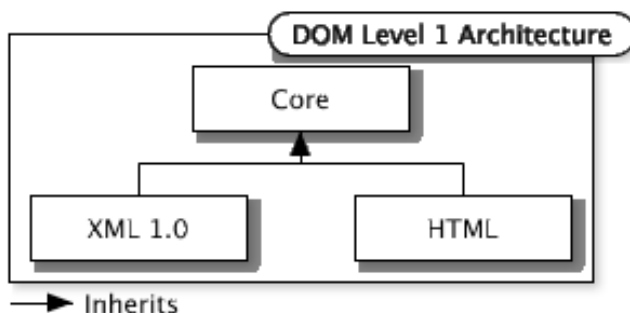 DOM Level 1 Architecture
Core
XML 1.0
HTML
Inherits